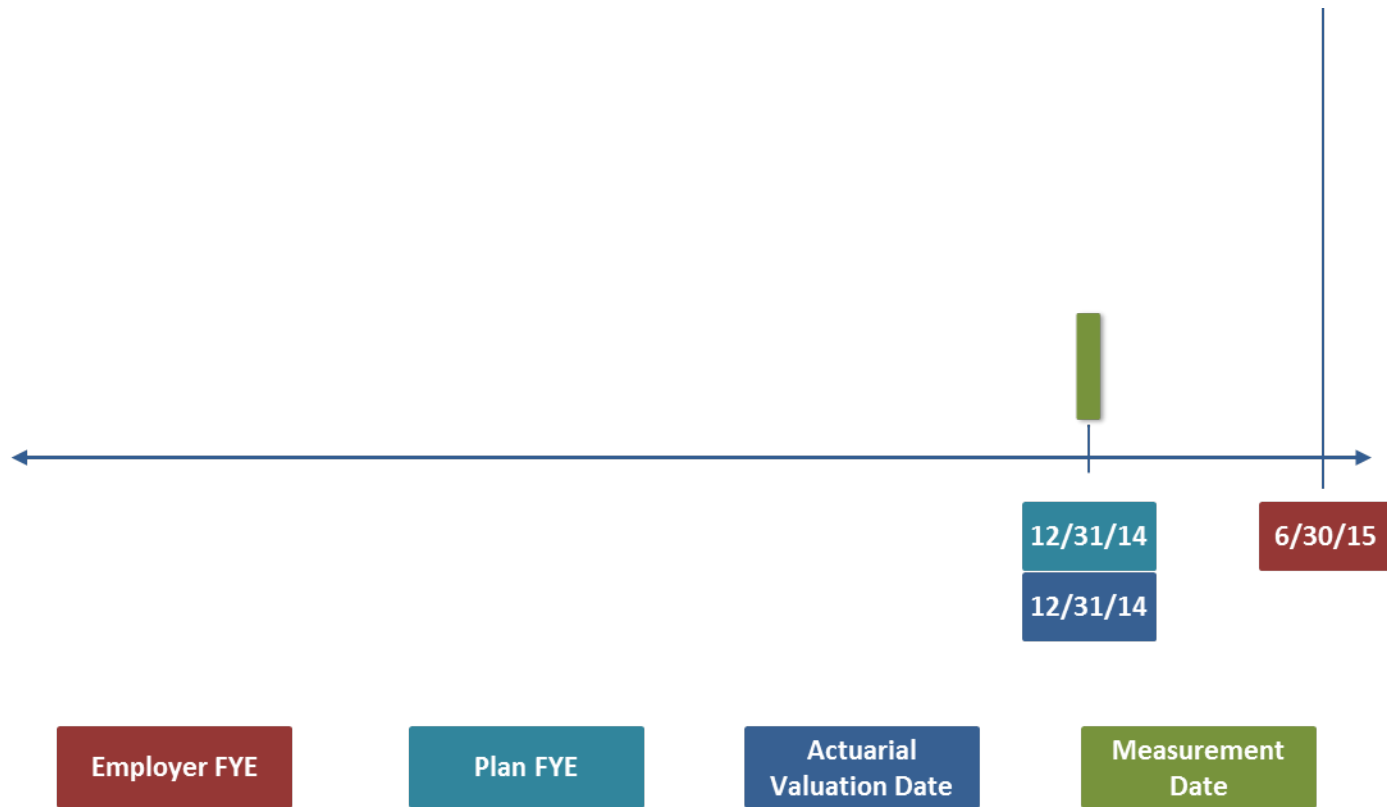 12/31/14
6/30/15
12/31/14
Employer FYE
Plan FYE
Actuarial
Valuation Date
Measurement
Date